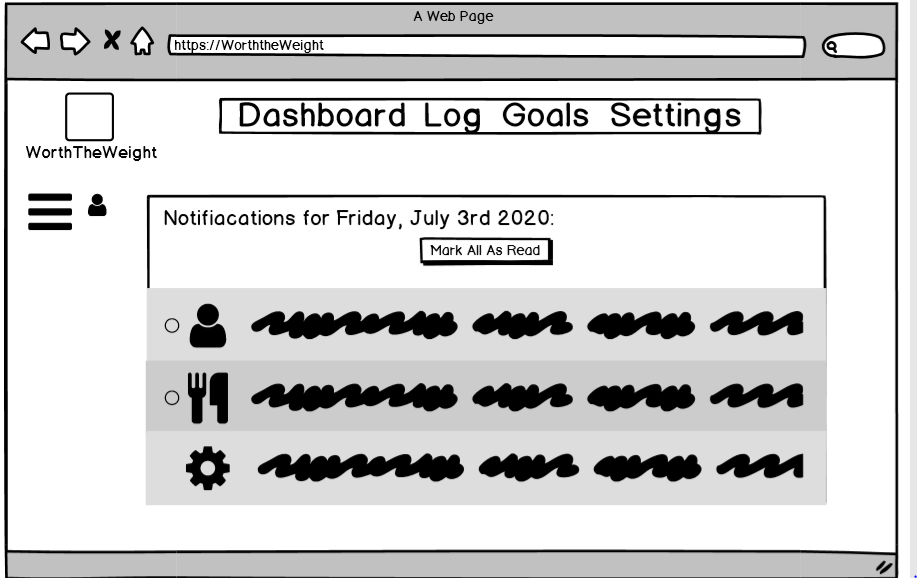 A Web Page
https://WorththeWeight
Dashboard Log Goals Settings
WorthTheWeight
Notifiacations for Friday, July 3rd 2020:
Mark All As Read